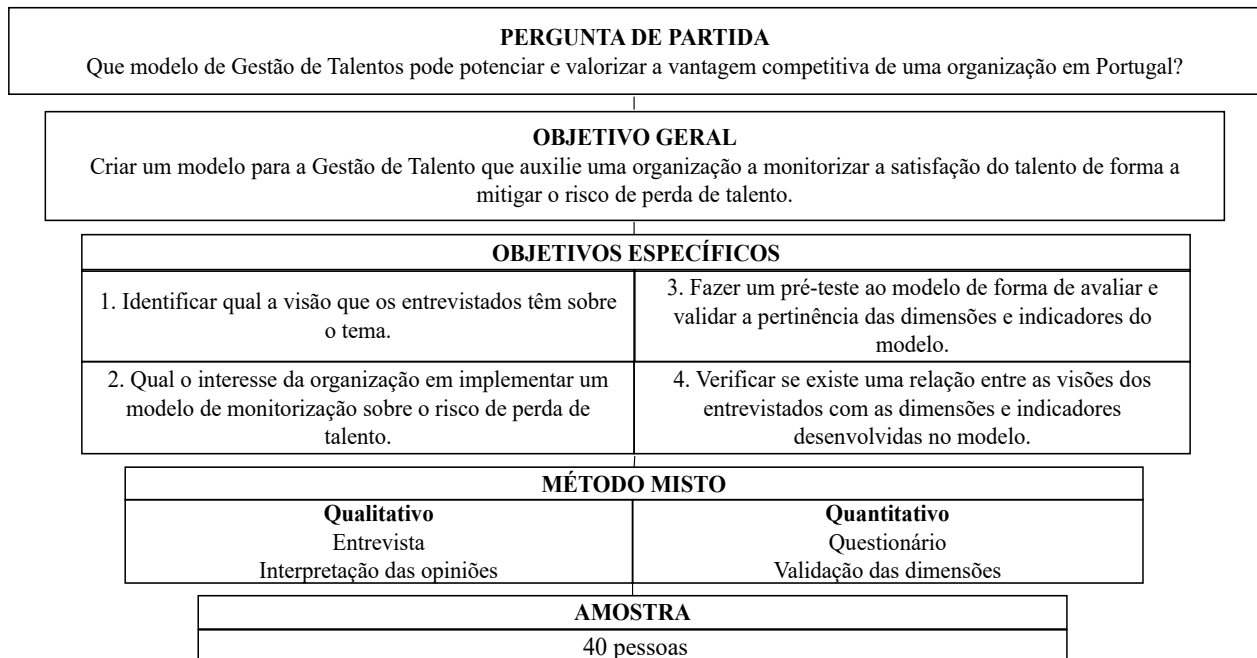 PERGUNTA DE PARTIDA
Que modelo de Gestão de Talentos pode potenciar e valorizar a vantagem competitiva de uma organização em Portugal?
OBJETIVO GERAL
Criar um modelo para a Gestão de Talento que auxilie uma organização a monitorizar a satisfação do talento de forma a
mitigar o risco de perda de talento.
OBJETIVOS ESPECÍFICOS
1. Identificar qual a visão que os entrevistados têm sobre
o tema.
3. Fazer um pré-teste ao modelo de forma de avaliar e
validar a pertinência das dimensões e indicadores do
modelo.
2. Qual o interesse da organização em implementar um
modelo de monitorização sobre o risco de perda de
talento.
4. Verificar se existe uma relação entre as visões dos
entrevistados com as dimensões e indicadores
desenvolvidas no modelo.
MÉTODO MISTO
Qualitativo
Entrevista
Interpretação das opiniões
Quantitativo
Questionário
Validação das dimensões
AMOSTRA
40 pessoas